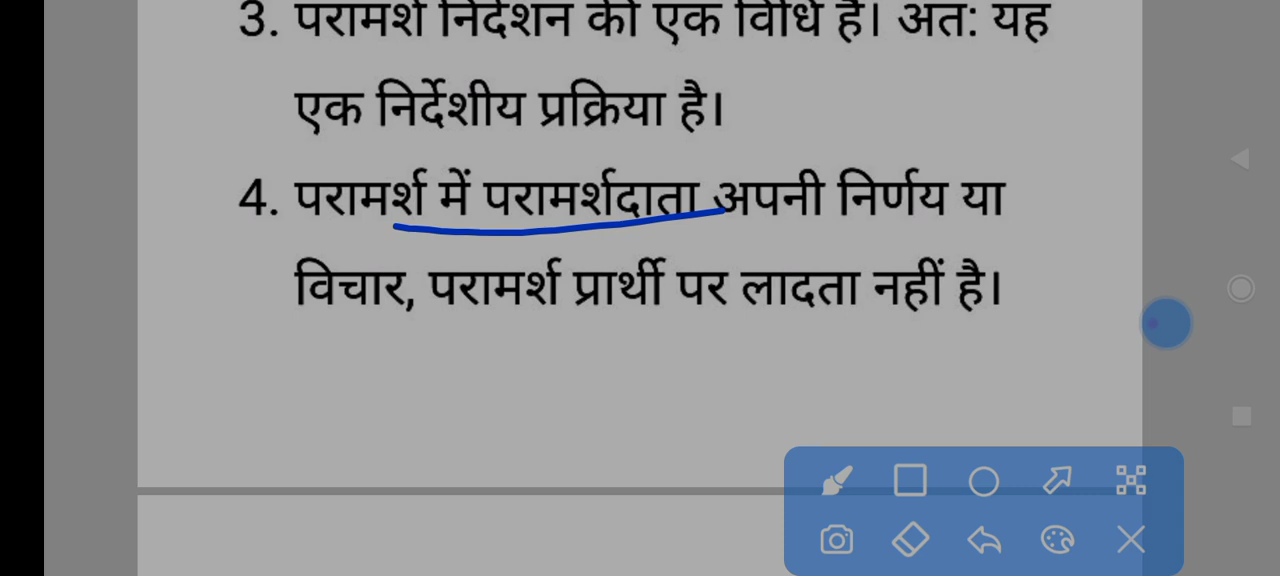 3. परामर्श निर्देशन की एक विधि है। अत: यह
एक निर्देशीय प्रक्रिया है।
4. परामर्श में परामर्शदाता अपनी निर्णय या
विचार, परामर्श प्रार्थी पर लादता नहीं है।